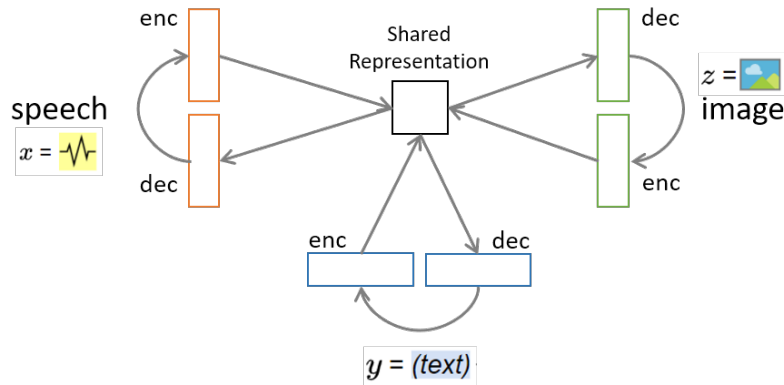 enc
dec
Shared
Representation
z =
speech
image
x =
dec
enc
enc
dec
y = (text)